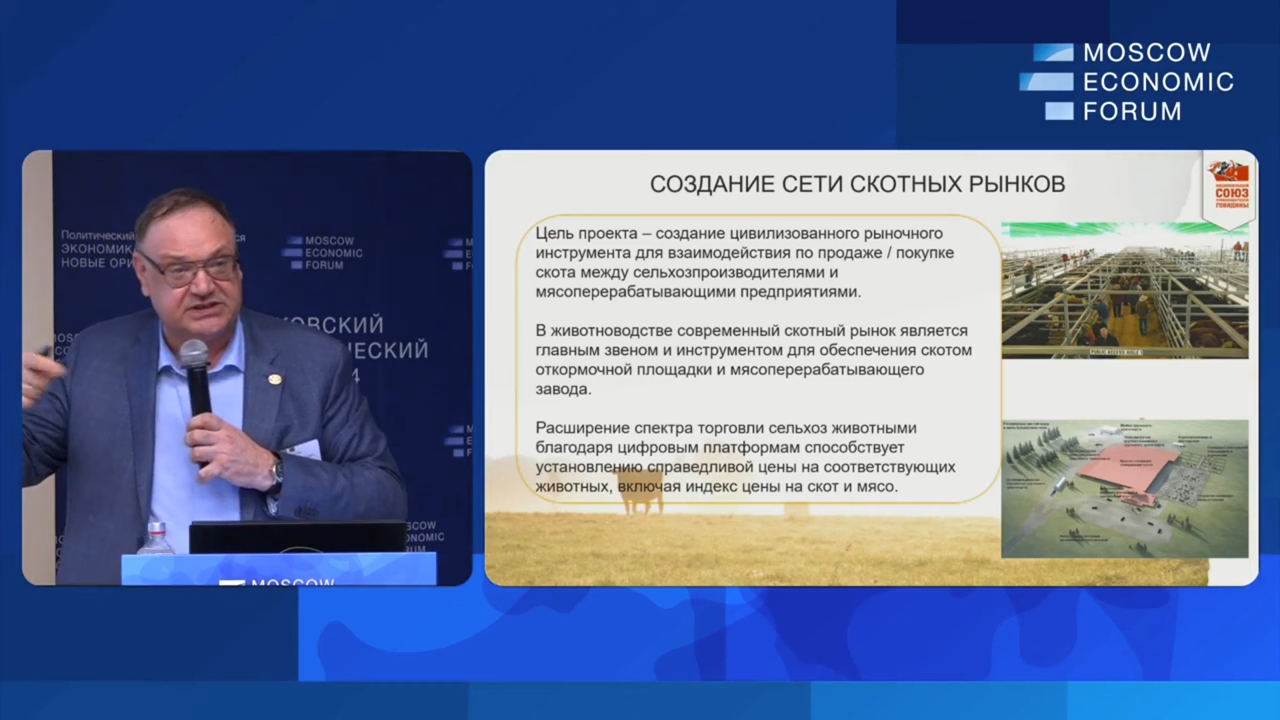 MOSCOW
ECONOMIC
FORUM
Политический
ЭКОНОМИК
НОВЫЕ ОРИ
MOSCOW
ECONOMIC
FORUM
MOSCOW
СОЗДАНИЕ СЕТИ СКОТНЫХ РЫНКОВ
СОЮЗ
ГОВЯДИНЫ
Цель проекта – создание цивилизованного рыночного
инструмента для взаимодействия по продаже / покупке
скота между сельхозпроизводителями и
мясоперерабатывающими предприятиями.
В животноводстве современный скотный рынок является
главным звеном и инструментом для обеспечения скотом
откормочной площадки и мясоперерабатывающего
завода.
Расширение спектра торговли сельхоз животными
благодаря цифровым платформам способствует
установлению справедливой цены на соответствующих
животных, включая индекс цены на скот и мясо.